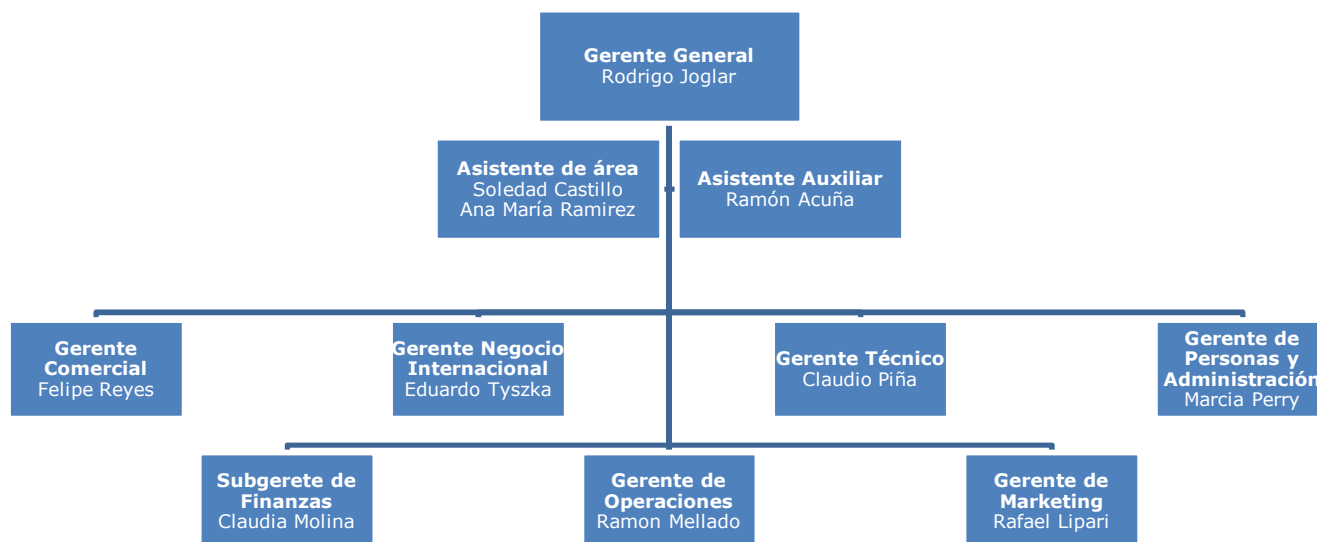 Gerente General
Rodrigo Joglar
Asistente de área
Soledad Castillo
Ana María Ramirez
Asistente Auxiliar
Ramón Acuña
Gerente
Comercial
Felipe Reyes
Gerente Negocio
Internacional
Eduardo Tyszka
Gerente Técnico
Claudio Piña
Gerente de
Personas y
Administración
Marcia Perry
Subgerete de
Finanzas
Claudia Molina
Gerente de
Operaciones
Ramon Mellado
Gerente de
Marketing
Rafael Lipari